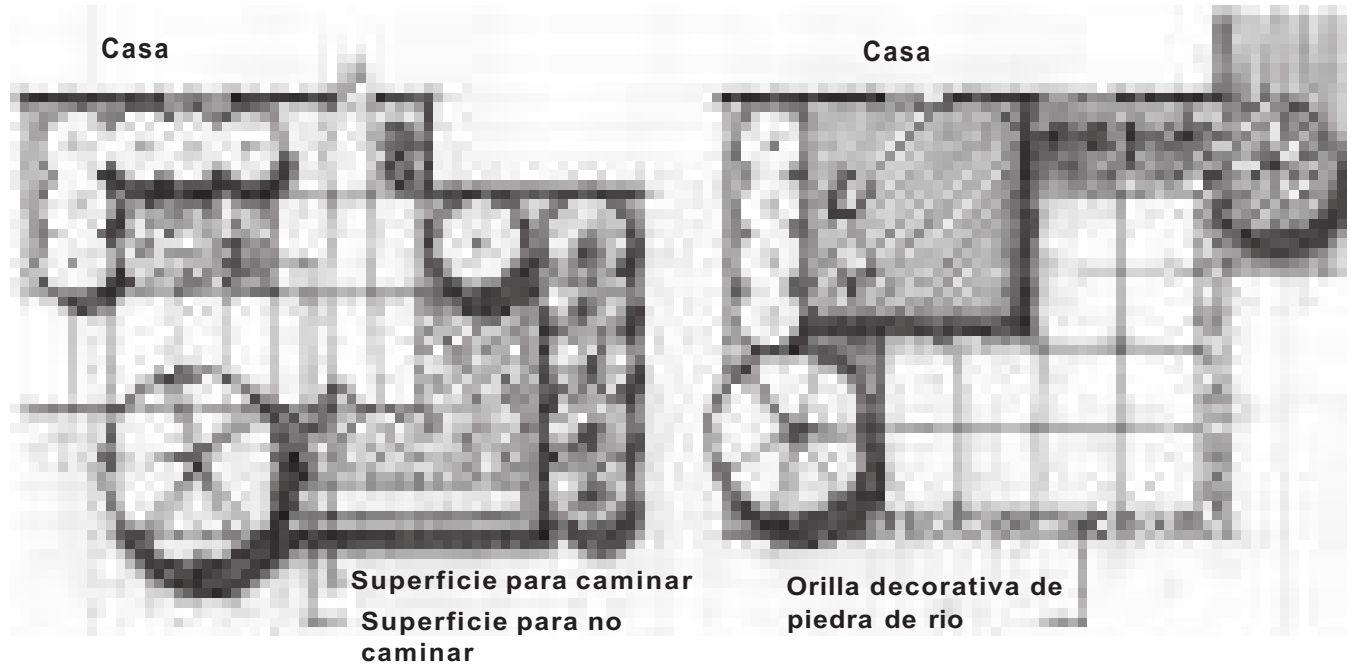 Casa
Casa
Superficie para caminar
Superficie para no
caminar
Orilla decorativa de
piedra de rio